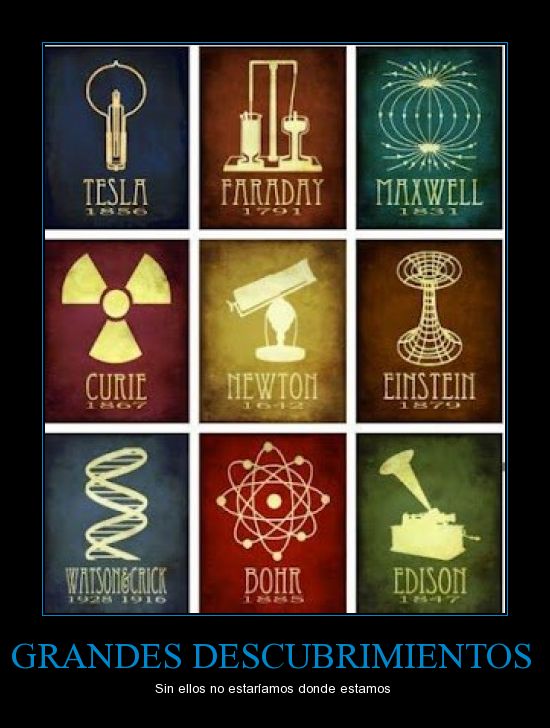 TESLA
1856
FARADAY
1791
MAXWELL
1831
CURIE
1867
NEWTON
1642
EINSTEIN
1879
WATSON&CRICK
1928 1916
BOHR
1885
EDISON
1847
GRANDES DESCUBRIMIENTOS
Sin ellos no estaríamos donde estamos